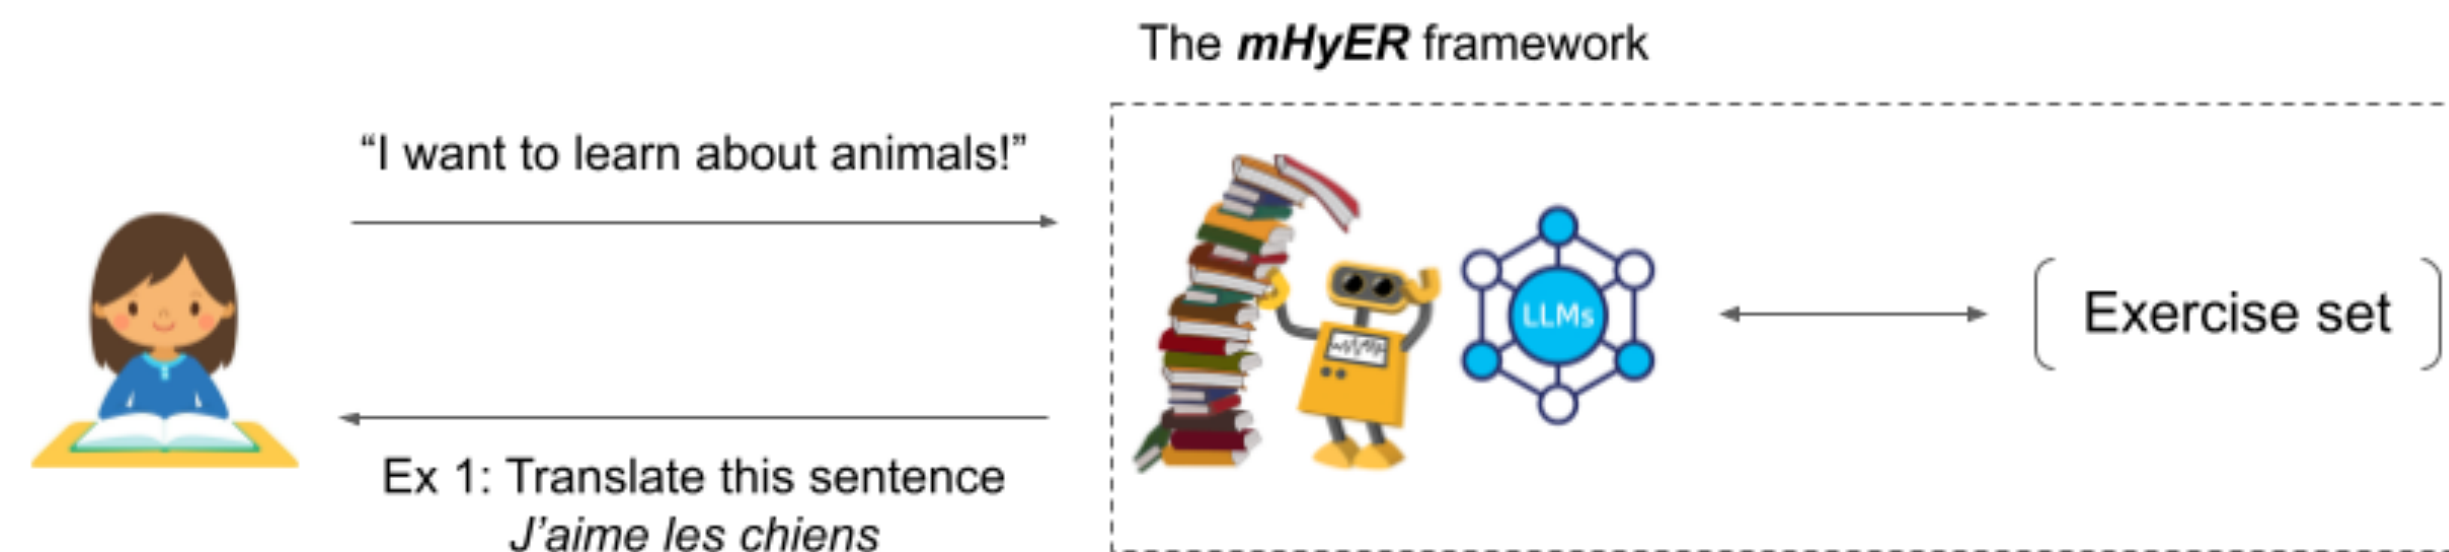 The mHyER framework
“I want to learn about animals!”
LLMs
Exercise set
Ex 1: Translate this sentence
J’aime les chiens